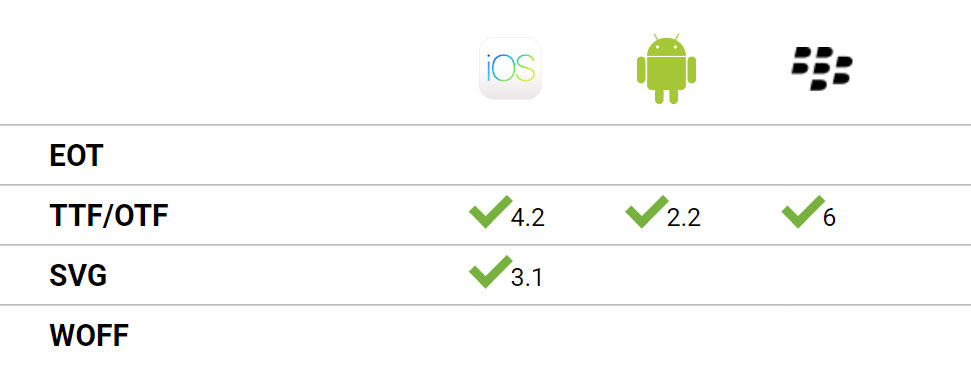 iOS
EOT
TTF/OTF 4.2 2.2 6
SVG 3.1
WOFF